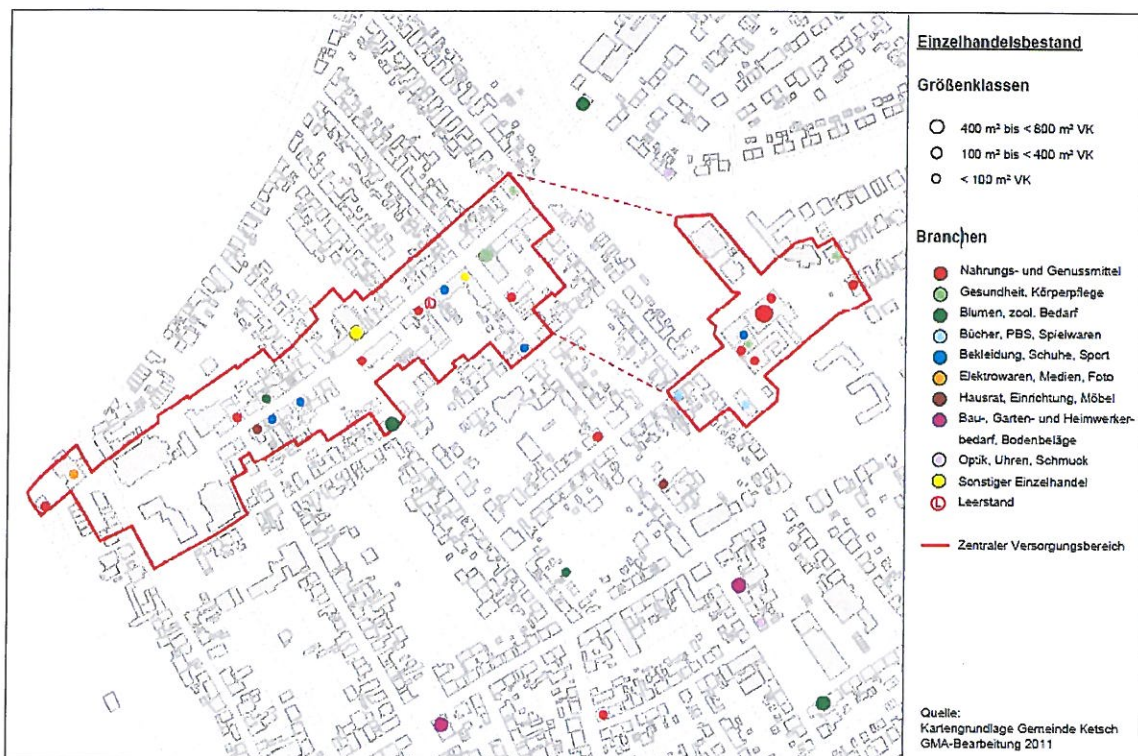 Einzelhandelsbestand
Größenklassen
400 m² bis < 800 m² VK
100 m² bis < 400 m² VK
< 100 m² VK
Branchen
Nahrungs- und Genussmittel
Gesundheit, Körperpflege
Blumen, zool. Bedarf
Bücher, PBS, Spielwaren
Bekleidung, Schuhe, Sport
Elektrowaren, Medien, Foto
Hausrat, Einrichtung, Möbel
Bau-, Garten- und Heimwerker-
bedarf, Bodenbeläge
Optik, Uhren, Schmuck
Sonstiger Einzelhandel
L Leerstand
Zentraler Versorgungsbereich
Quelle:
Kartengrundlage Gemeinde Ketsch
GMA-Bearbeitung 2011
L